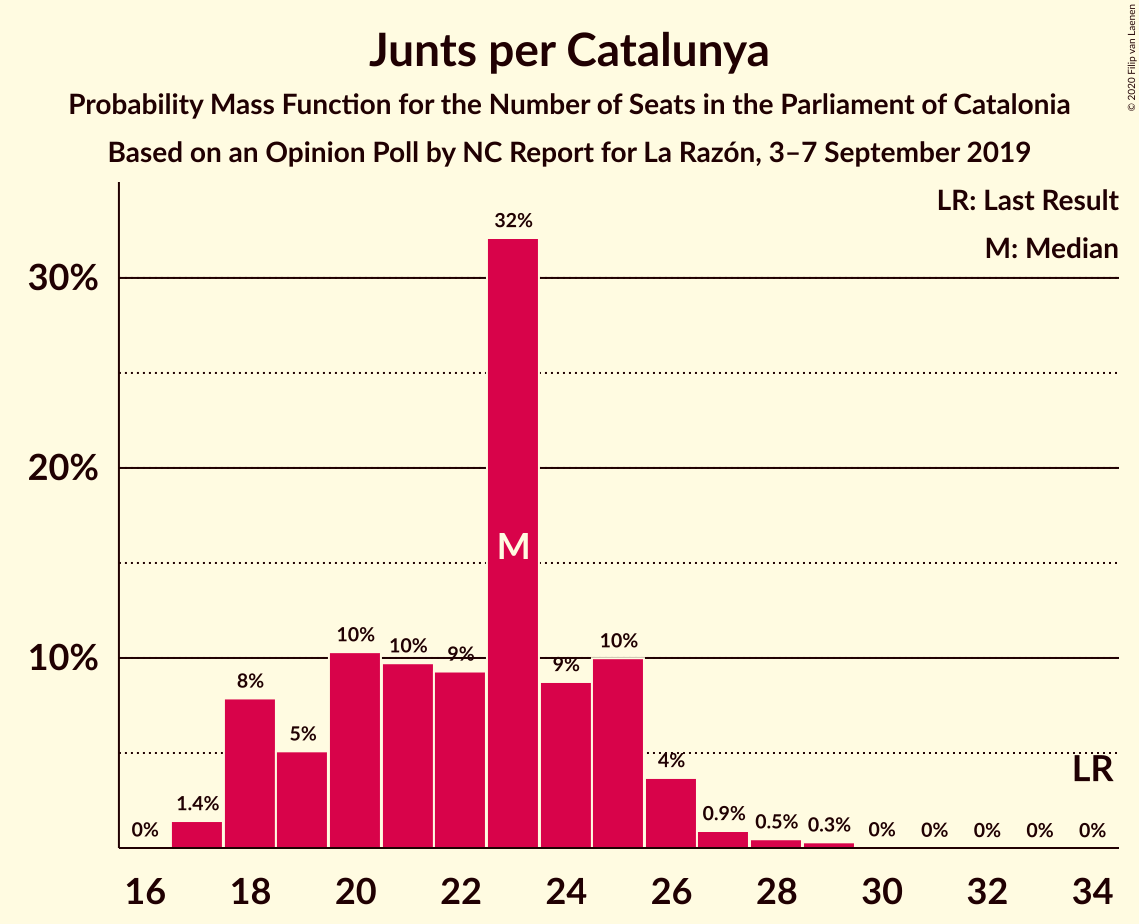 Junts per Catalunya
Probability Mass Function for the Number of Seats in the Parliament of Catalonia
Based on an Opinion Poll by NC Report for La Razón, 3–7 September 2019
© 2020 Filip van Laenen
LR: Last Result
M: Median
30%
20%
10%
0%
1.4%
8%
5%
10%
10%
9%
32%
9%
10%
4%
0.9%
0.5%
0.3%
0%
0%
0%
0%
0%
M
LR
16 18 20 22 24 26 28 30 32 34